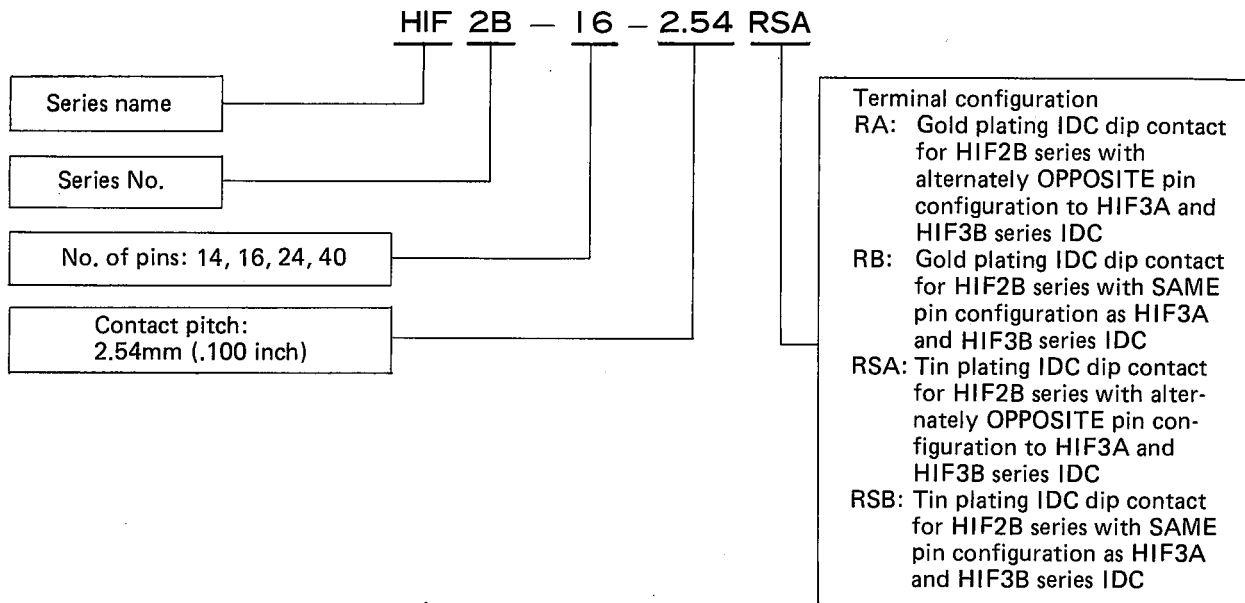 HIF 2B – 16 – 2.54 RSA
Series name
Series No.
No. of pins: 14, 16, 24, 40
Contact pitch:
2.54mm (.100 inch)
Terminal configuration
RA: Gold plating IDC dip contact
for HIF2B series with
alternately OPPOSITE pin
configuration to HIF3A and
HIF3B series IDC
RB: Gold plating IDC dip contact
for HIF2B series with SAME
pin configuration as HIF3A
and HIF3B series IDC
RSA: Tin plating IDC dip contact
for HIF2B series with alter-
nately OPPOSITE pin con-
figuration to HIF3A and
HIF3B series IDC
RSB: Tin plating IDC dip contact
for HIF2B series with SAME
pin configuration as HIF3A
and HIF3B series IDC